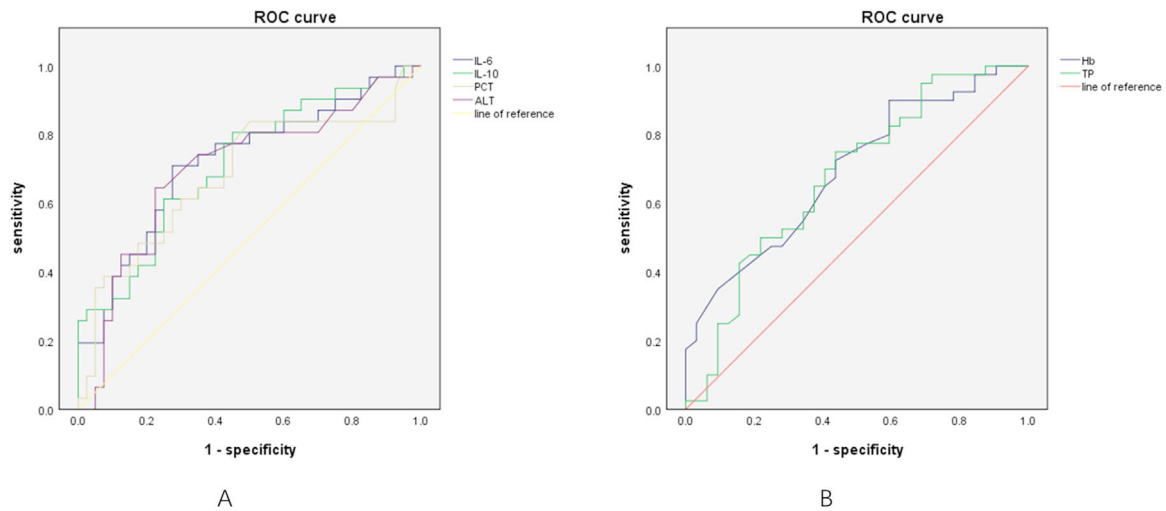 ROC curve
IL-6
IL-10
PCT
ALT
line of reference
1.0
0.8
0.6
0.4
0.2
0.0
sensitivity
0.0 0.2 0.4 0.6 0.8 1.0
1 - specificity
A
ROC curve
Hb
TP
line of reference
1.0
0.8
0.6
0.4
0.2
0.0
sensitivity
0.0 0.2 0.4 0.6 0.8 1.0
1 - specificity
B